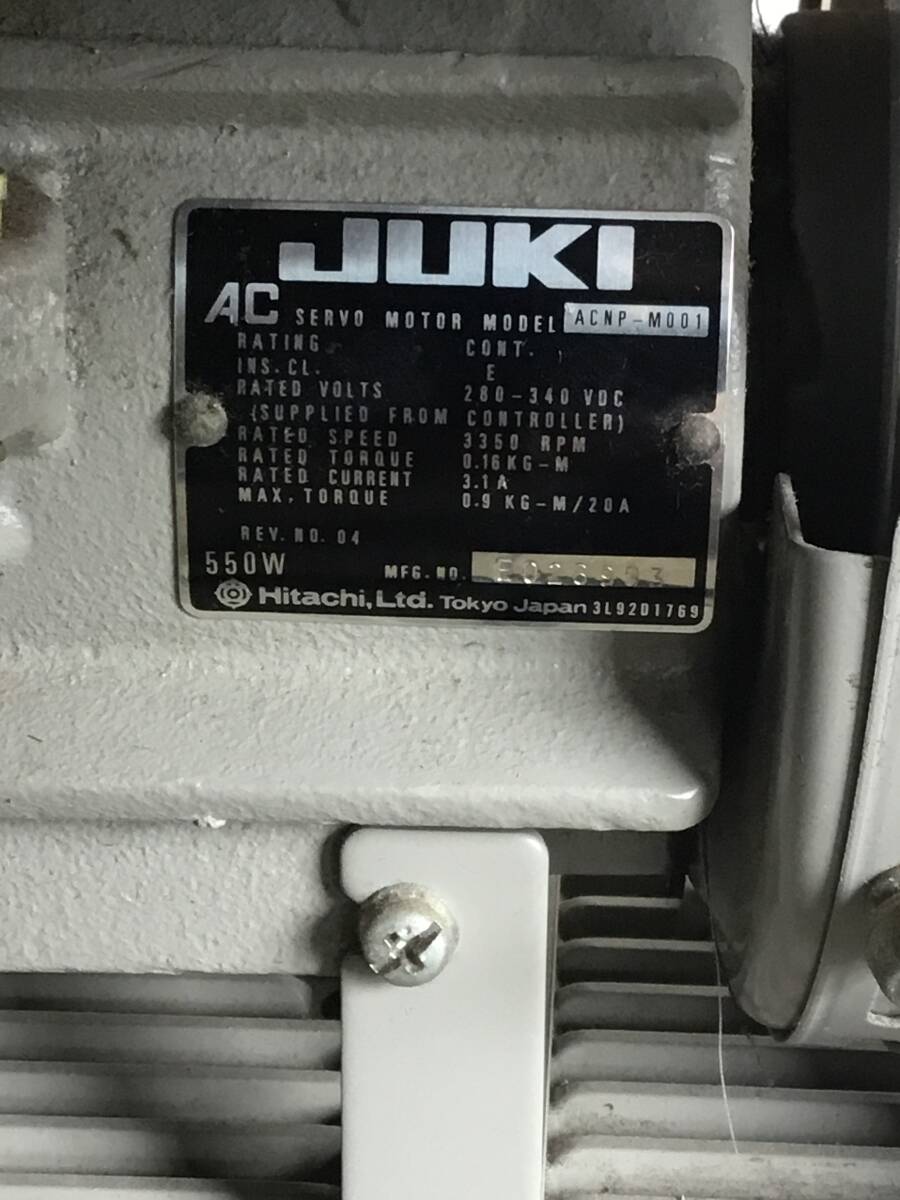 JUKI
AC SERVO MOTOR MODEL ACNP-M001
RATING CONT.
INS.CL. E
RATED VOLTS 280-340 VDC
(SUPPLIED FROM CONTROLLER)
RATED SPEED 3350 RPM
RATED TORQUE 0.16KG-M
RATED CURRENT 3.1A
MAX.TORQUE 0.9 KG-M/20A
REV.NO.04
550W MFG.NO.
Hitachi,Ltd. Tokyo Japan 3L9201769